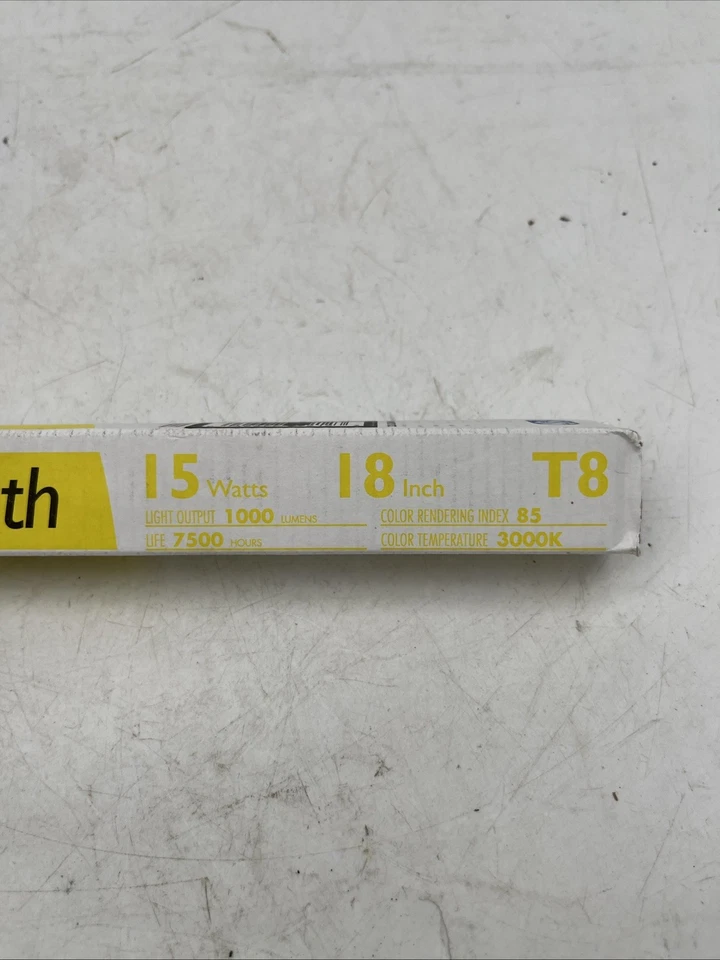 th
15 Watts 18 Inch T8
LIGHT OUTPUT 1000 LUMENS COLOR RENDERING INDEX 85
LIFE 7500 HOURS COLOR TEMPERATURE 3000K